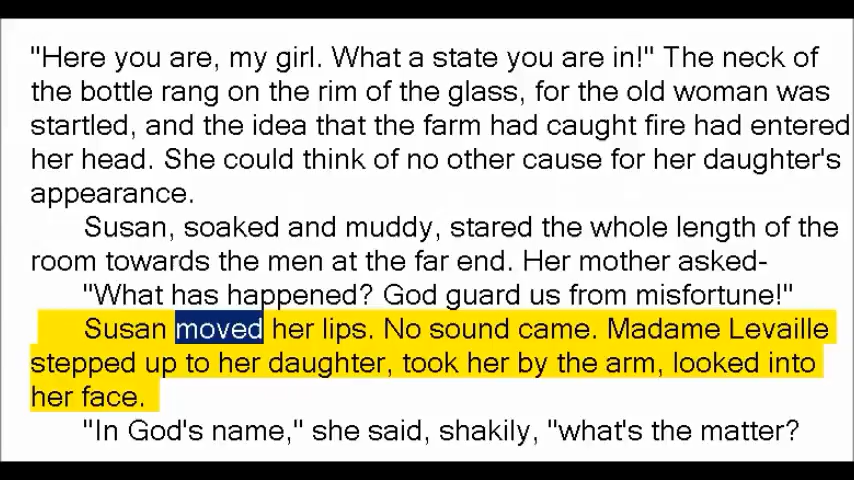 "Here you are, my girl. What a state you are in!" The neck of
the bottle rang on the rim of the glass, for the old woman was
startled, and the idea that the farm had caught fire had entered
her head. She could think of no other cause for her daughter's
appearance.
Susan, soaked and muddy, stared the whole length of the
room towards the men at the far end. Her mother asked-
"What has happened? God guard us from misfortune!"
Susan moved her lips. No sound came. Madame Levaille
stepped up to her daughter, took her by the arm, looked into
her face.
"In God's name," she said, shakily, "what's the matter?